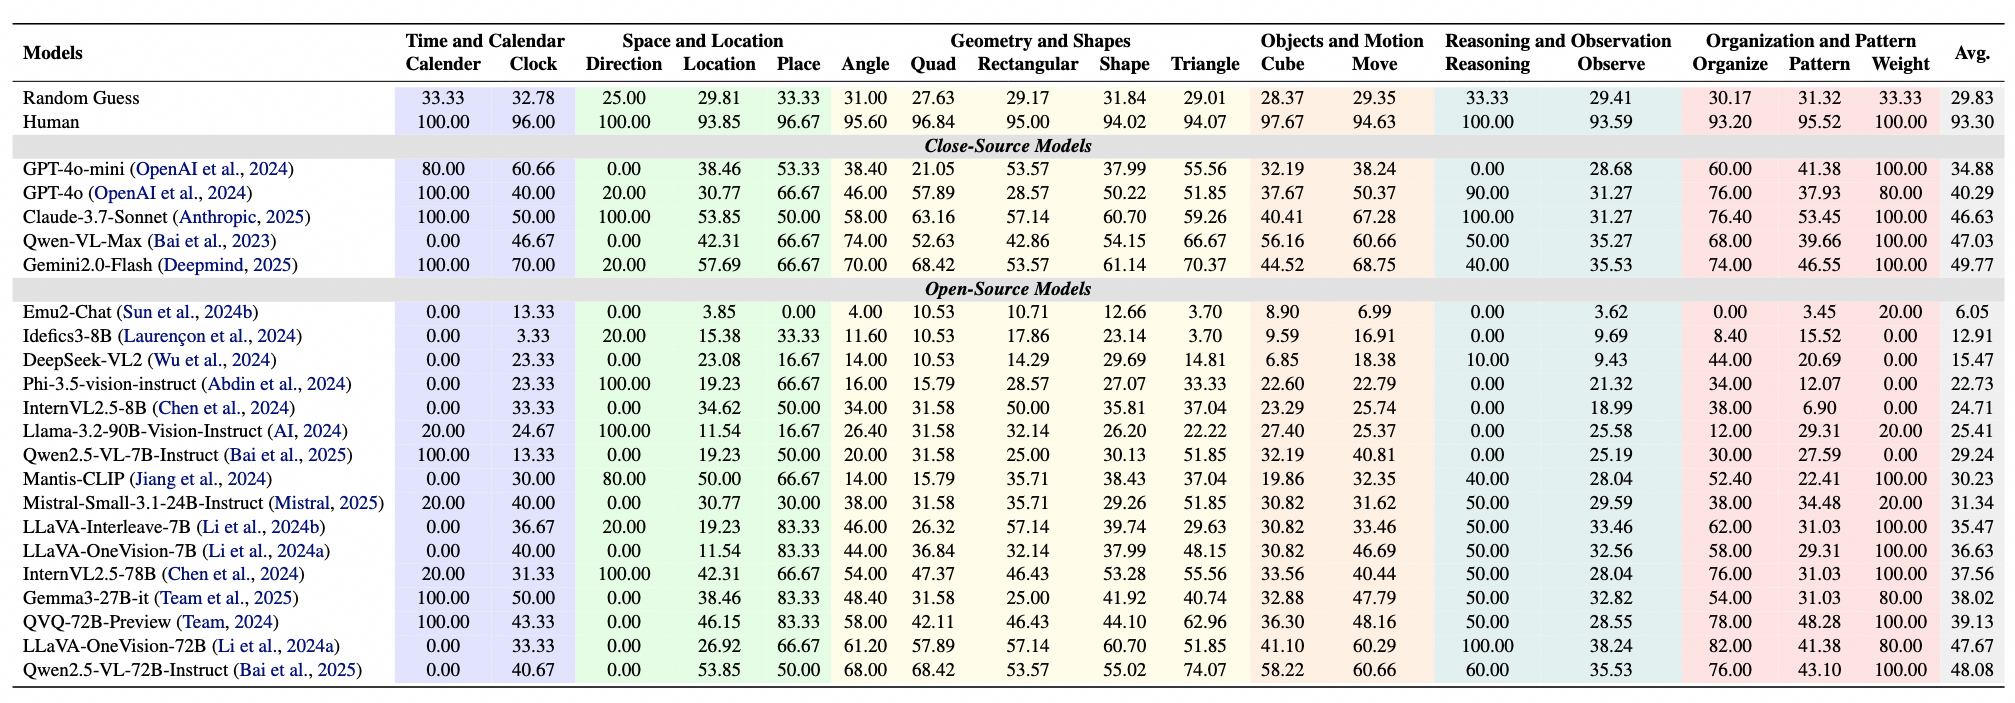 Models Time and Calendar Space and Location Geometry and Shapes Objects and Motion Reasoning and Observation Organization and Pattern Avg.
Calender Clock Direction Location Place Angle Quad Rectangular Shape Triangle Cube Move Reasoning Observe Organize Pattern Weight
Random Guess 33.33 32.78 25.00 29.81 33.33 31.00 27.63 29.17 31.84 29.01 28.37 29.35 33.33 29.41 30.17 31.32 33.33 29.83
Human 100.00 96.00 100.00 93.85 96.67 95.60 96.84 95.00 94.02 94.07 97.67 94.63 100.00 93.59 93.20 95.52 100.00 93.30
Close-Source Models
GPT-4o-mini (OpenAI et al., 2024) 80.00 60.66 0.00 38.46 53.33 38.40 21.05 53.57 37.99 55.56 32.19 38.24 0.00 28.68 60.00 41.38 100.00 34.88
GPT-4o (OpenAI et al., 2024) 100.00 40.00 20.00 30.77 66.67 46.00 57.89 28.57 50.22 51.85 37.67 50.37 90.00 31.27 76.00 37.93 80.00 40.29
Claude-3.7-Sonnet (Anthropic, 2025) 100.00 50.00 100.00 53.85 50.00 58.00 63.16 57.14 60.70 59.26 40.41 67.28 100.00 31.27 76.40 53.45 100.00 46.63
Qwen-VL-Max (Bai et al., 2023) 0.00 46.67 0.00 42.31 66.67 74.00 52.63 42.86 54.15 66.67 56.16 60.66 50.00 35.27 68.00 39.66 100.00 47.03
Gemini2.0-Flash (Deepmind, 2025) 100.00 70.00 20.00 57.69 66.67 70.00 68.42 53.57 61.14 70.37 44.52 68.75 40.00 35.53 74.00 46.55 100.00 49.77
Open-Source Models
Emu2-Chat (Sun et al., 2024b) 0.00 13.33 0.00 3.85 0.00 4.00 10.53 10.71 12.66 3.70 8.90 6.99 0.00 3.62 0.00 3.45 20.00 6.05
Idefics3-8B (Laurençon et al., 2024) 0.00 3.33 20.00 15.38 33.33 11.60 10.53 17.86 23.14 3.70 9.59 16.91 0.00 9.69 8.40 15.52 0.00 12.91
DeepSeek-VL2 (Wu et al., 2024) 0.00 23.33 0.00 23.08 16.67 14.00 10.53 14.29 29.69 14.81 6.85 18.38 10.00 9.43 44.00 20.69 0.00 15.47
Phi-3.5-vision-instruct (Abdin et al., 2024) 0.00 23.33 100.00 19.23 66.67 16.00 15.79 28.57 27.07 33.33 22.60 22.79 0.00 21.32 34.00 12.07 0.00 22.73
InternVL2.5-8B (Chen et al., 2024) 0.00 33.33 0.00 34.62 50.00 34.00 31.58 50.00 35.81 37.04 23.29 25.74 0.00 18.99 38.00 6.90 0.00 24.71
Llama-3.2-90B-Vision-Instruct (AI, 2024) 20.00 24.67 100.00 11.54 16.67 26.40 31.58 32.14 26.20 22.22 27.40 25.37 0.00 25.58 12.00 29.31 20.00 25.41
Qwen2.5-VL-7B-Instruct (Bai et al., 2025) 100.00 13.33 0.00 19.23 50.00 20.00 31.58 25.00 30.13 51.85 32.19 40.81 0.00 25.19 30.00 27.59 0.00 29.24
Mantis-CLIP (Jiang et al., 2024) 0.00 30.00 80.00 50.00 66.67 14.00 15.79 35.71 38.43 37.04 19.86 32.35 40.00 28.04 52.40 22.41 100.00 30.23
Mistral-Small-3.1-24B-Instruct (Mistral, 2025) 20.00 40.00 0.00 30.77 30.00 38.00 31.58 35.71 29.26 51.85 30.82 31.62 50.00 29.59 38.00 34.48 20.00 31.34
LLaVA-Interleave-7B (Li et al., 2024b) 0.00 36.67 20.00 19.23 83.33 46.00 26.32 57.14 39.74 29.63 30.82 33.46 50.00 33.46 62.00 31.03 100.00 35.47
LLaVA-OneVision-7B (Li et al., 2024a) 0.00 40.00 0.00 11.54 83.33 44.00 36.84 32.14 37.99 48.15 30.82 46.69 50.00 32.56 58.00 29.31 100.00 36.63
InternVL2.5-78B (Chen et al., 2024) 20.00 31.33 100.00 42.31 66.67 54.00 47.37 46.43 53.28 55.56 33.56 40.44 50.00 28.04 76.00 31.03 100.00 37.56
Gemma3-27B-it (Team et al., 2025) 100.00 50.00 0.00 38.46 83.33 48.40 31.58 25.00 41.92 40.74 32.88 47.79 50.00 32.82 54.00 31.03 80.00 38.02
QVQ-72B-Preview (Team, 2024) 100.00 43.33 0.00 46.15 83.33 58.00 42.11 46.43 44.10 62.96 36.30 48.16 50.00 28.55 78.00 48.28 100.00 39.13
LLaVA-OneVision-72B (Li et al., 2024a) 0.00 33.33 0.00 26.92 66.67 61.20 57.89 57.14 60.70 51.85 41.10 60.29 100.00 38.24 82.00 41.38 80.00 47.67
Qwen2.5-VL-72B-Instruct (Bai et al., 2025) 0.00 40.67 0.00 53.85 50.00 68.00 68.42 53.57 55.02 74.07 58.22 60.66 60.00 35.53 76.00 43.10 100.00 48.08